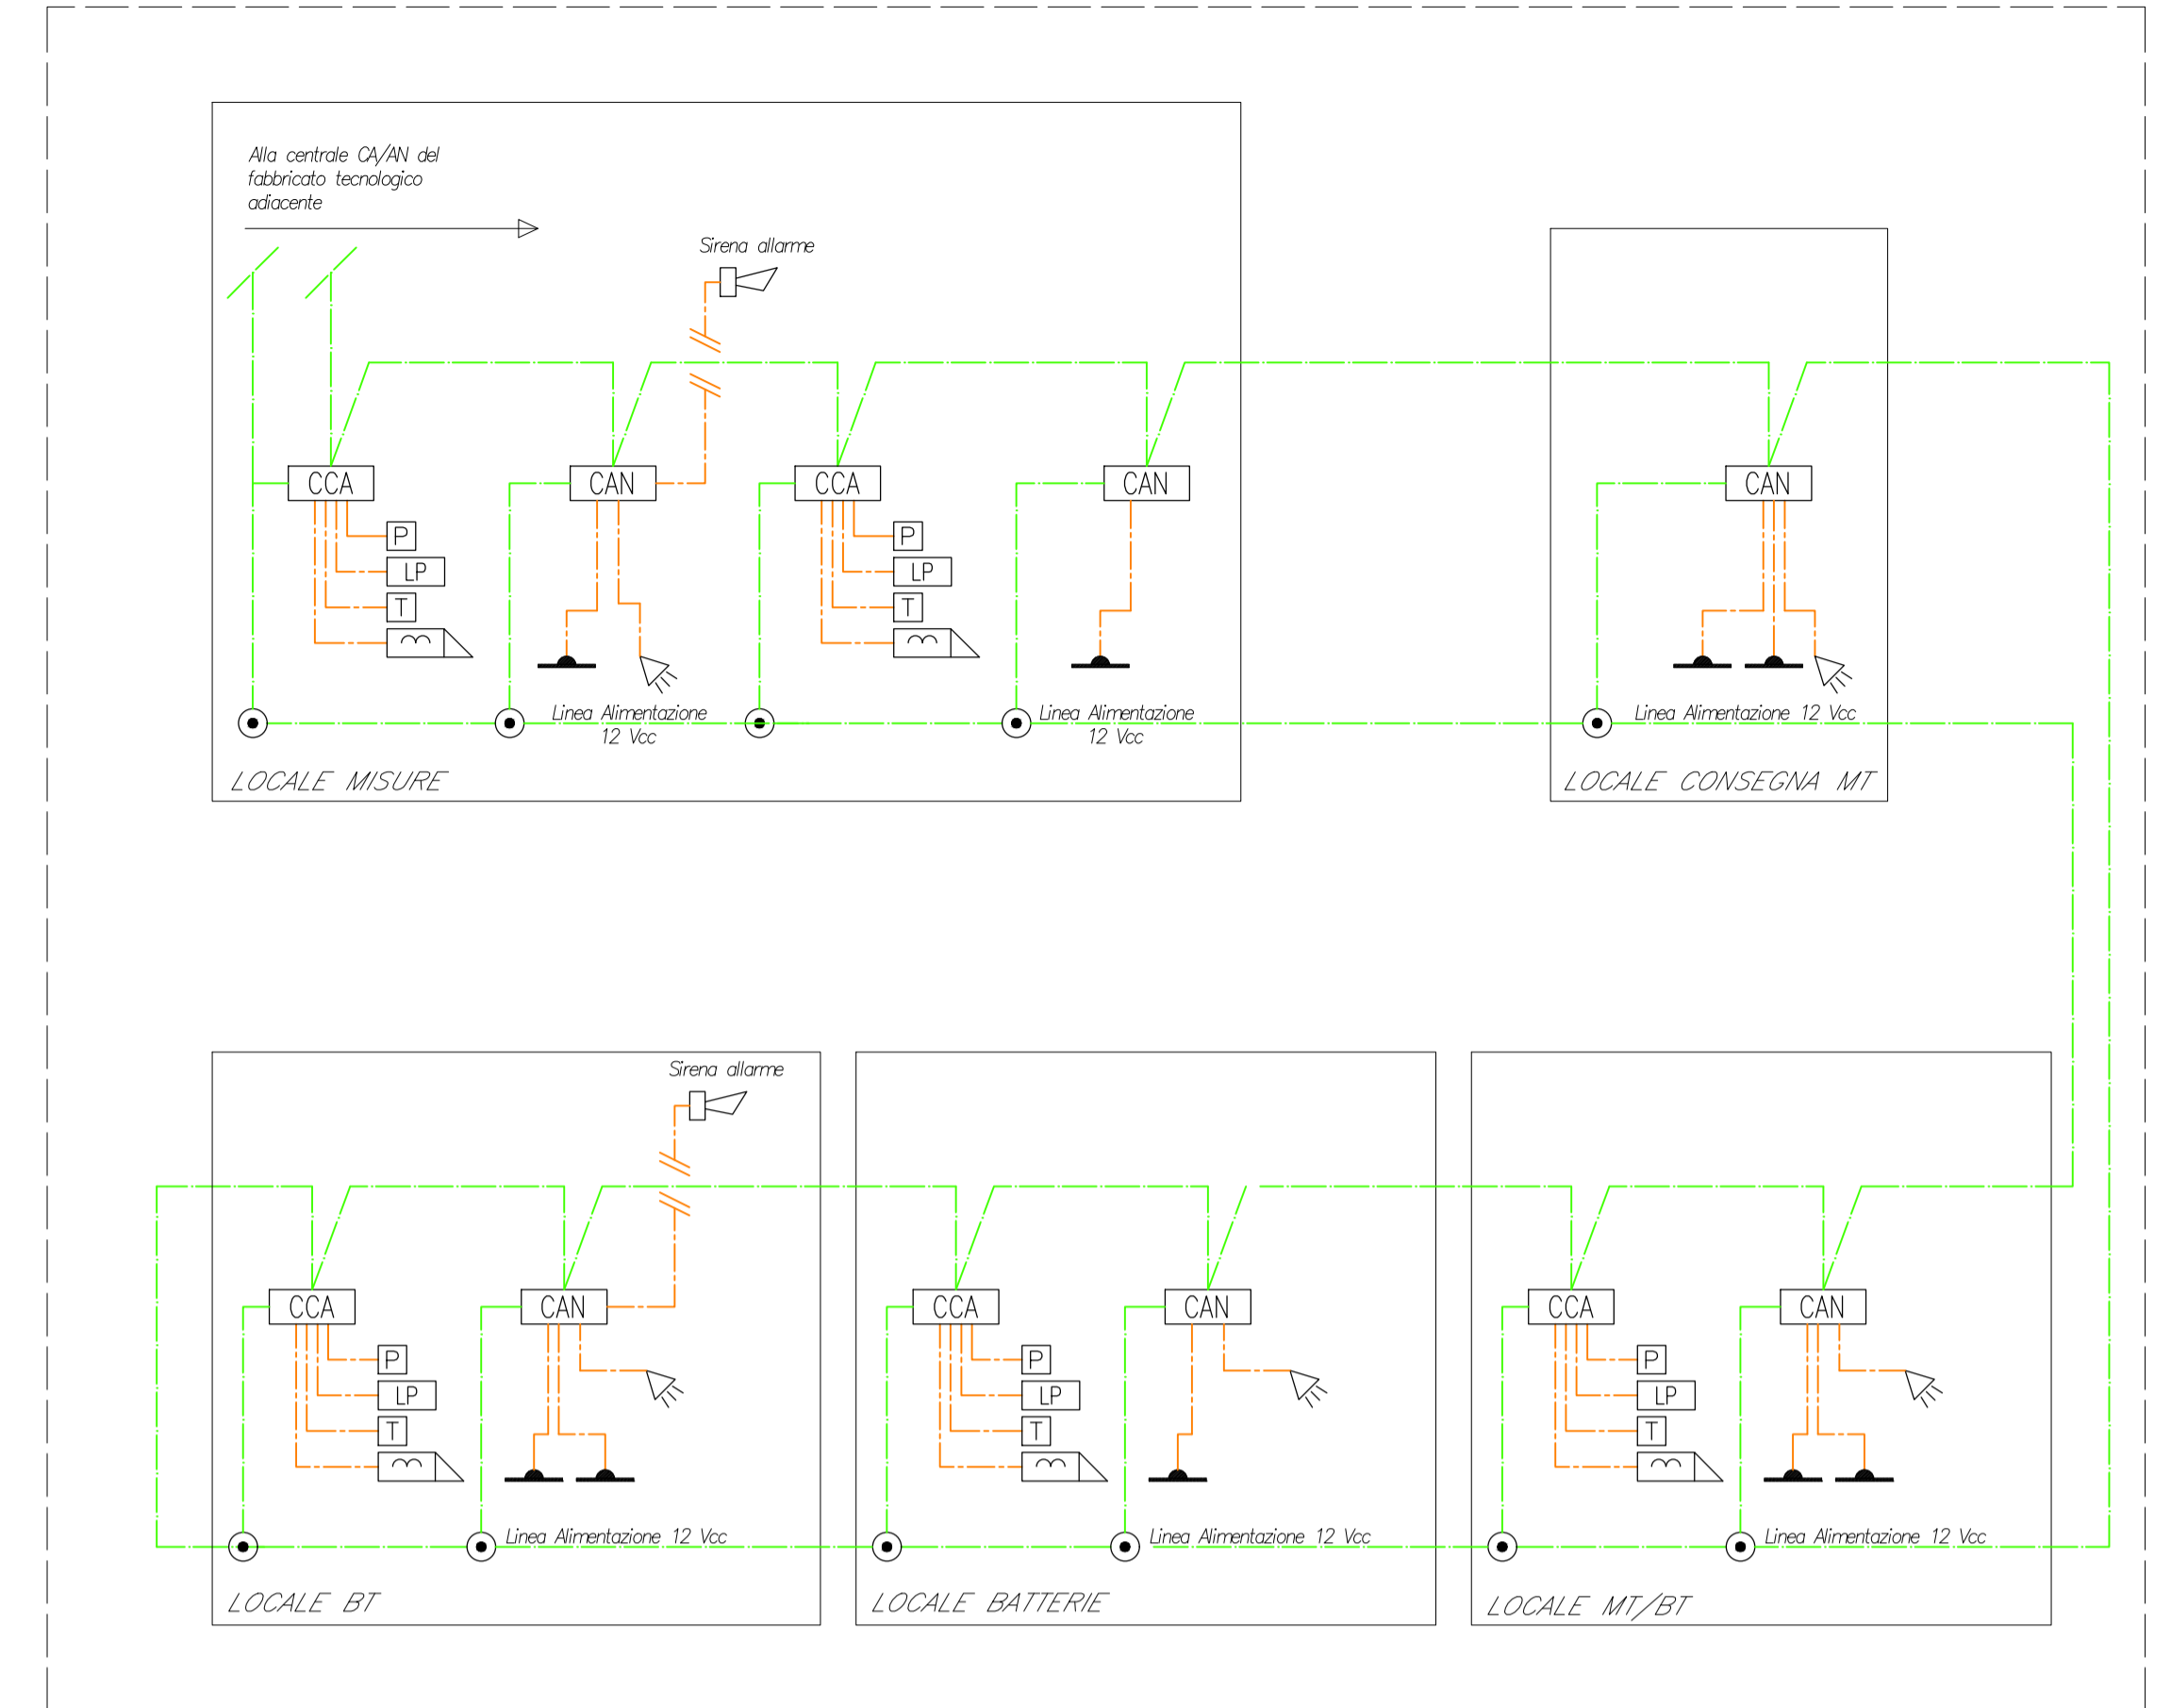 Alla centrale CA/AN del
fabbricato tecnologico
adiacente
Sirena allarme
CCA
CAN
CCA
CAN
CAN
P
P
LP
LP
T
T
Linea Alimentazione
12 Vcc
Linea Alimentazione
12 Vcc
Linea Alimentazione 12 Vcc
LOCALE MISURE
LOCALE CONSEGNA MT
Sirena allarme
CCA
CAN
CCA
CAN
CCA
CAN
P
P
P
LP
LP
LP
T
T
T
Linea Alimentazione 12 Vcc
Linea Alimentazione 12 Vcc
Linea Alimentazione 12 Vcc
LOCALE BT
LOCALE BATTERIE
LOCALE MT/BT